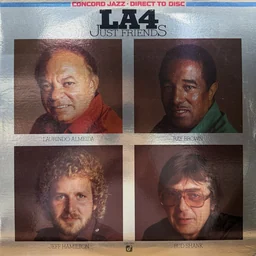 CONCORD JAZZ - DIRECT TO DISC
LA4
JUST FRIENDS
LAURINDO ALMEIDA
RAY BROWN
JEFF HAMILTON
BUD SHANK